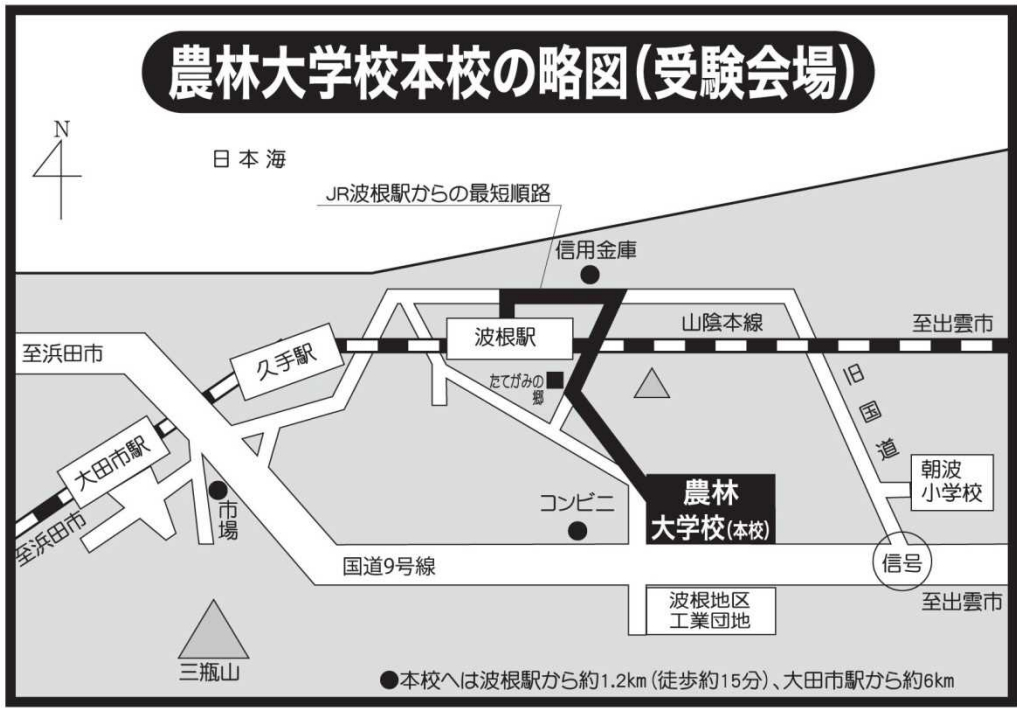 農林大学校本校の略図(受験会場)
N
日本海
JR波根駅からの最短順路
信用金庫
山陰本線
至出雲市
波根駅
至浜田市
久手駅
たてがみの
郷
旧国道
大田市駅
朝波
小学校
農林
大学校(本校)
市場
コンビニ
至浜田市
国道9号線
信号
至出雲市
波根地区
工業団地
三瓶山
●本校へは波根駅から約1.2km(徒歩約15分)、大田市駅から約6km